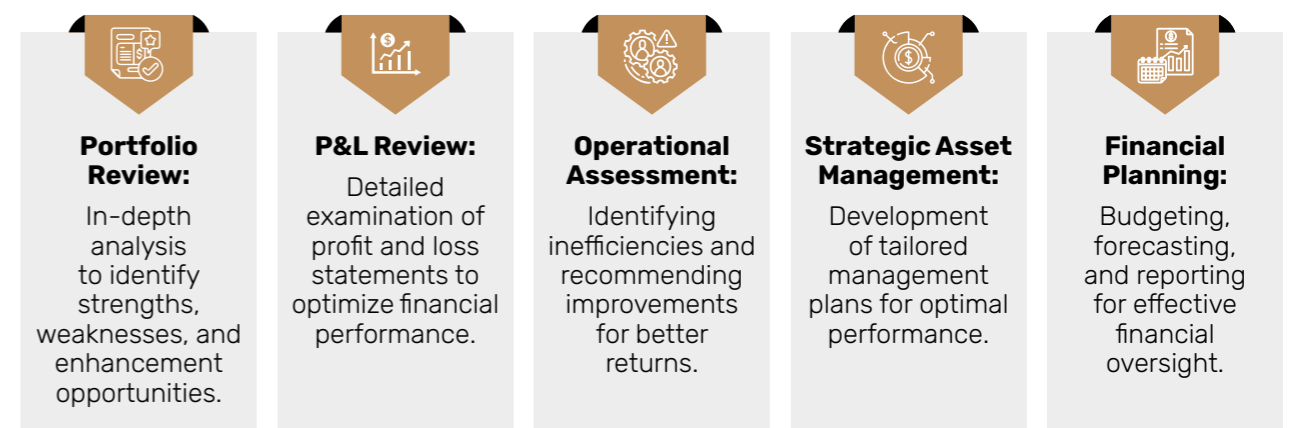 Portfolio
Review:
In-depth
analysis
to identify
strengths,
weaknesses, and
enhancement
opportunities.
P&L Review:
Detailed
examination of
profit and loss
statements to
optimize financial
performance.
Operational
Assessment:
Identifying
inefficiencies and
recommending
improvements
for better
returns.
Strategic Asset
Management:
Development
of tailored
management
plans for optimal
performance.
Financial
Planning:
Budgeting,
forecasting,
and reporting
for effective
financial
oversight.